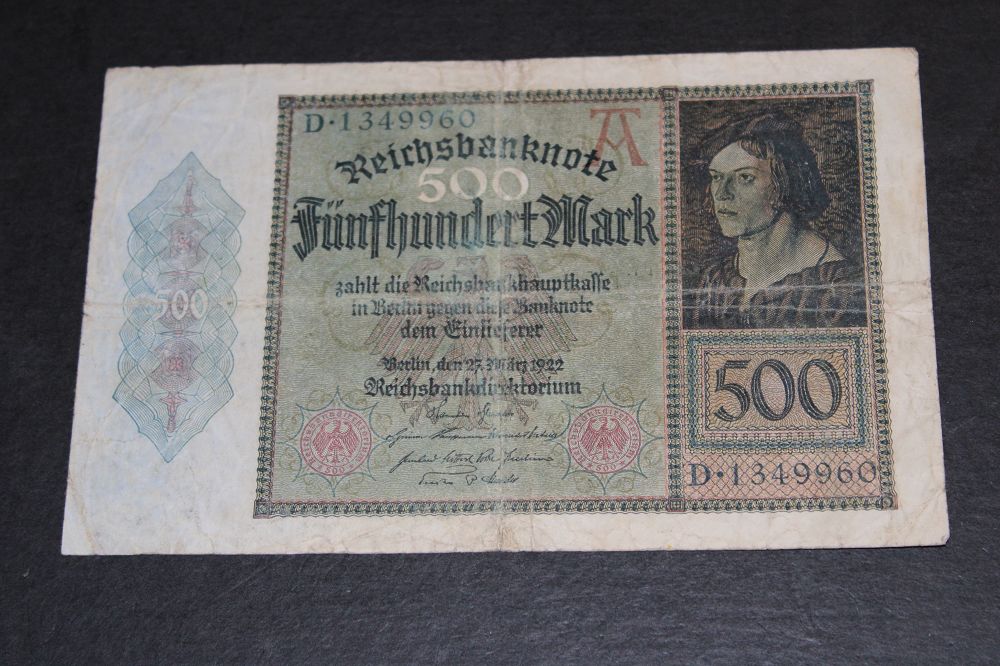 D·1349960
A
Reichsbanknote
500
Fünfhundert Mark
zahlt die Reichsbankhauptkasse
in Berlin gegen diese Banknote
dem Einlieferer
Berlin, den 27. März 1922
Reichsbankdirektorium
500
500
D·1349960